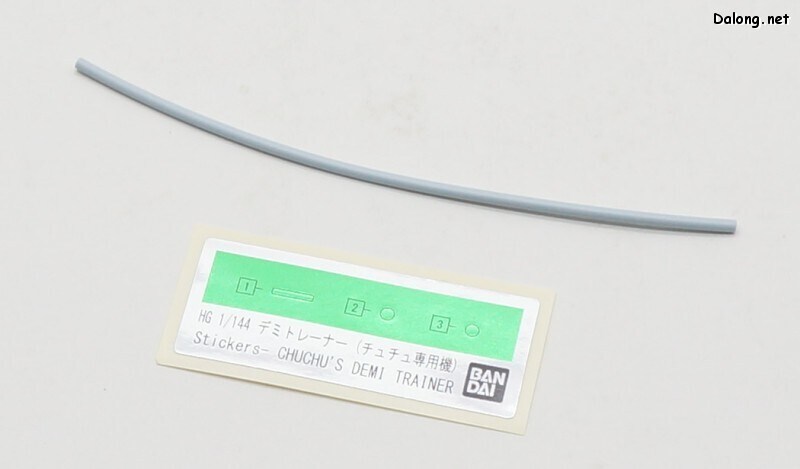 Dalong.net
1 2 3
HG 1/144 デミトレーナー (チュチュ専用機)
Stickers- CHUCHU'S DEMI TRAINER
BAN
DAI